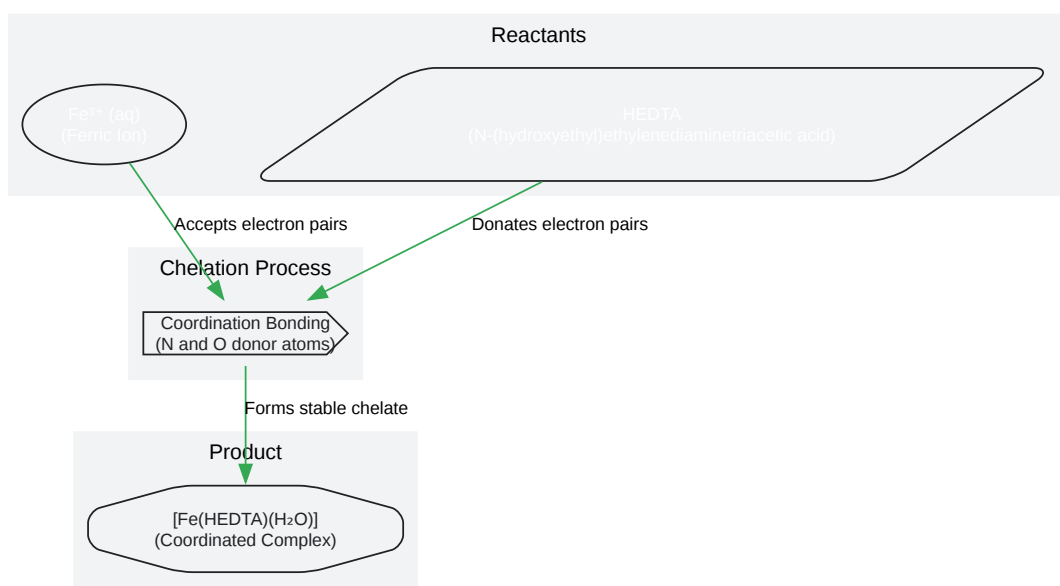 Reactants
Fe³⁺ (aq)
(Ferric Ion)
HEDTA
(N-(hydroxyethyl)ethylenediaminetriacetic acid)
Accepts electron pairs
Donates electron pairs
Chelation Process
Coordination Bonding
(N and O donor atoms)
Forms stable chelate
Product
[Fe(HEDTA)(H₂O)]
(Coordinated Complex)